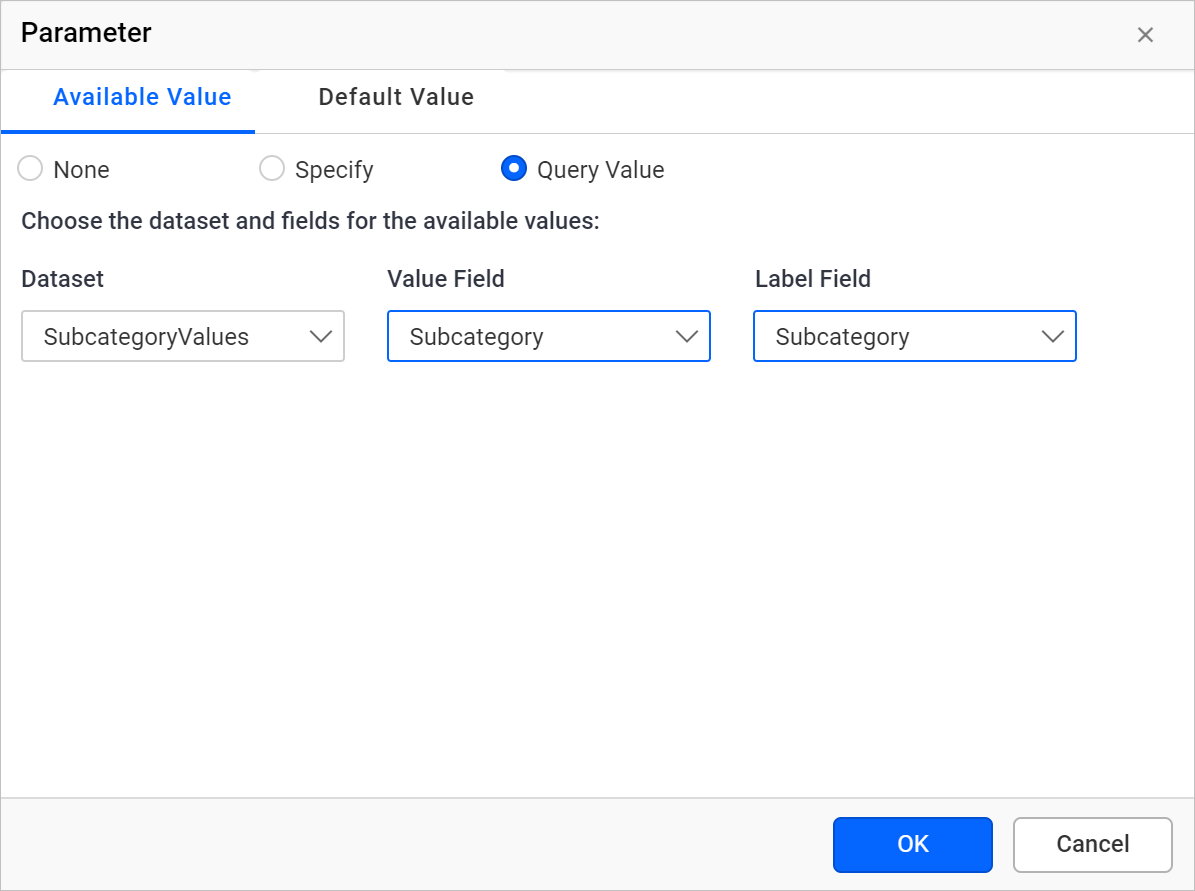 Parameter
Available Value Default Value
None Specify Query Value
Choose the dataset and fields for the available values:
Dataset Value Field Label Field
SubcategoryValues Subcategory Subcategory
OK Cancel